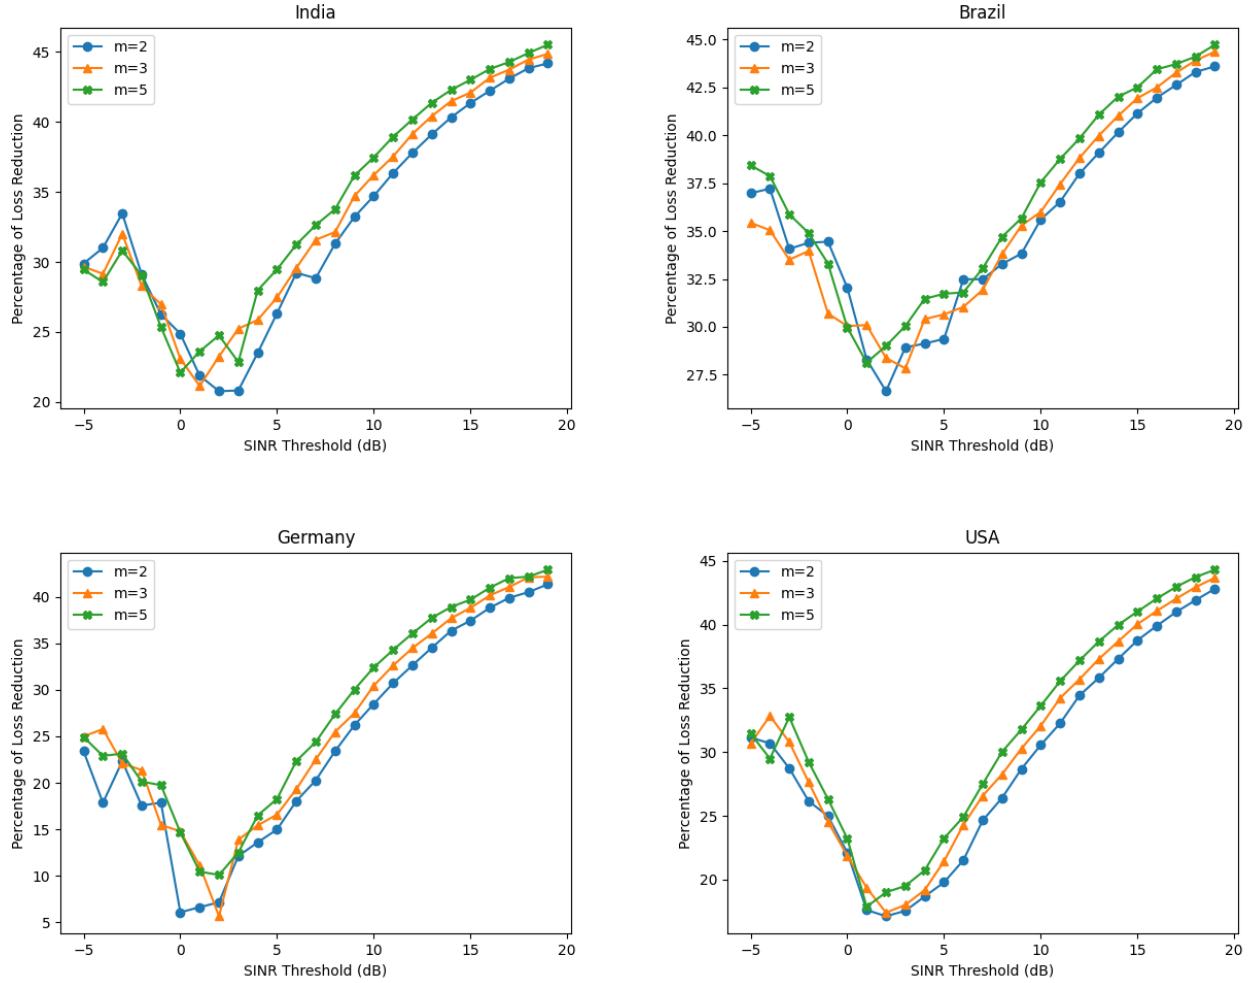 India
m=2
m=3
m=5
Percentage of Loss Reduction
45
40
35
30
25
20
−5 0 5 10 15 20
SINR Threshold (dB)
Brazil
m=2
m=3
m=5
Percentage of Loss Reduction
45.0
42.5
40.0
37.5
35.0
32.5
30.0
27.5
−5 0 5 10 15 20
SINR Threshold (dB)
Germany
m=2
m=3
m=5
Percentage of Loss Reduction
40
35
30
25
20
15
10
5
−5 0 5 10 15 20
SINR Threshold (dB)
USA
m=2
m=3
m=5
Percentage of Loss Reduction
45
40
35
30
25
20
−5 0 5 10 15 20
SINR Threshold (dB)